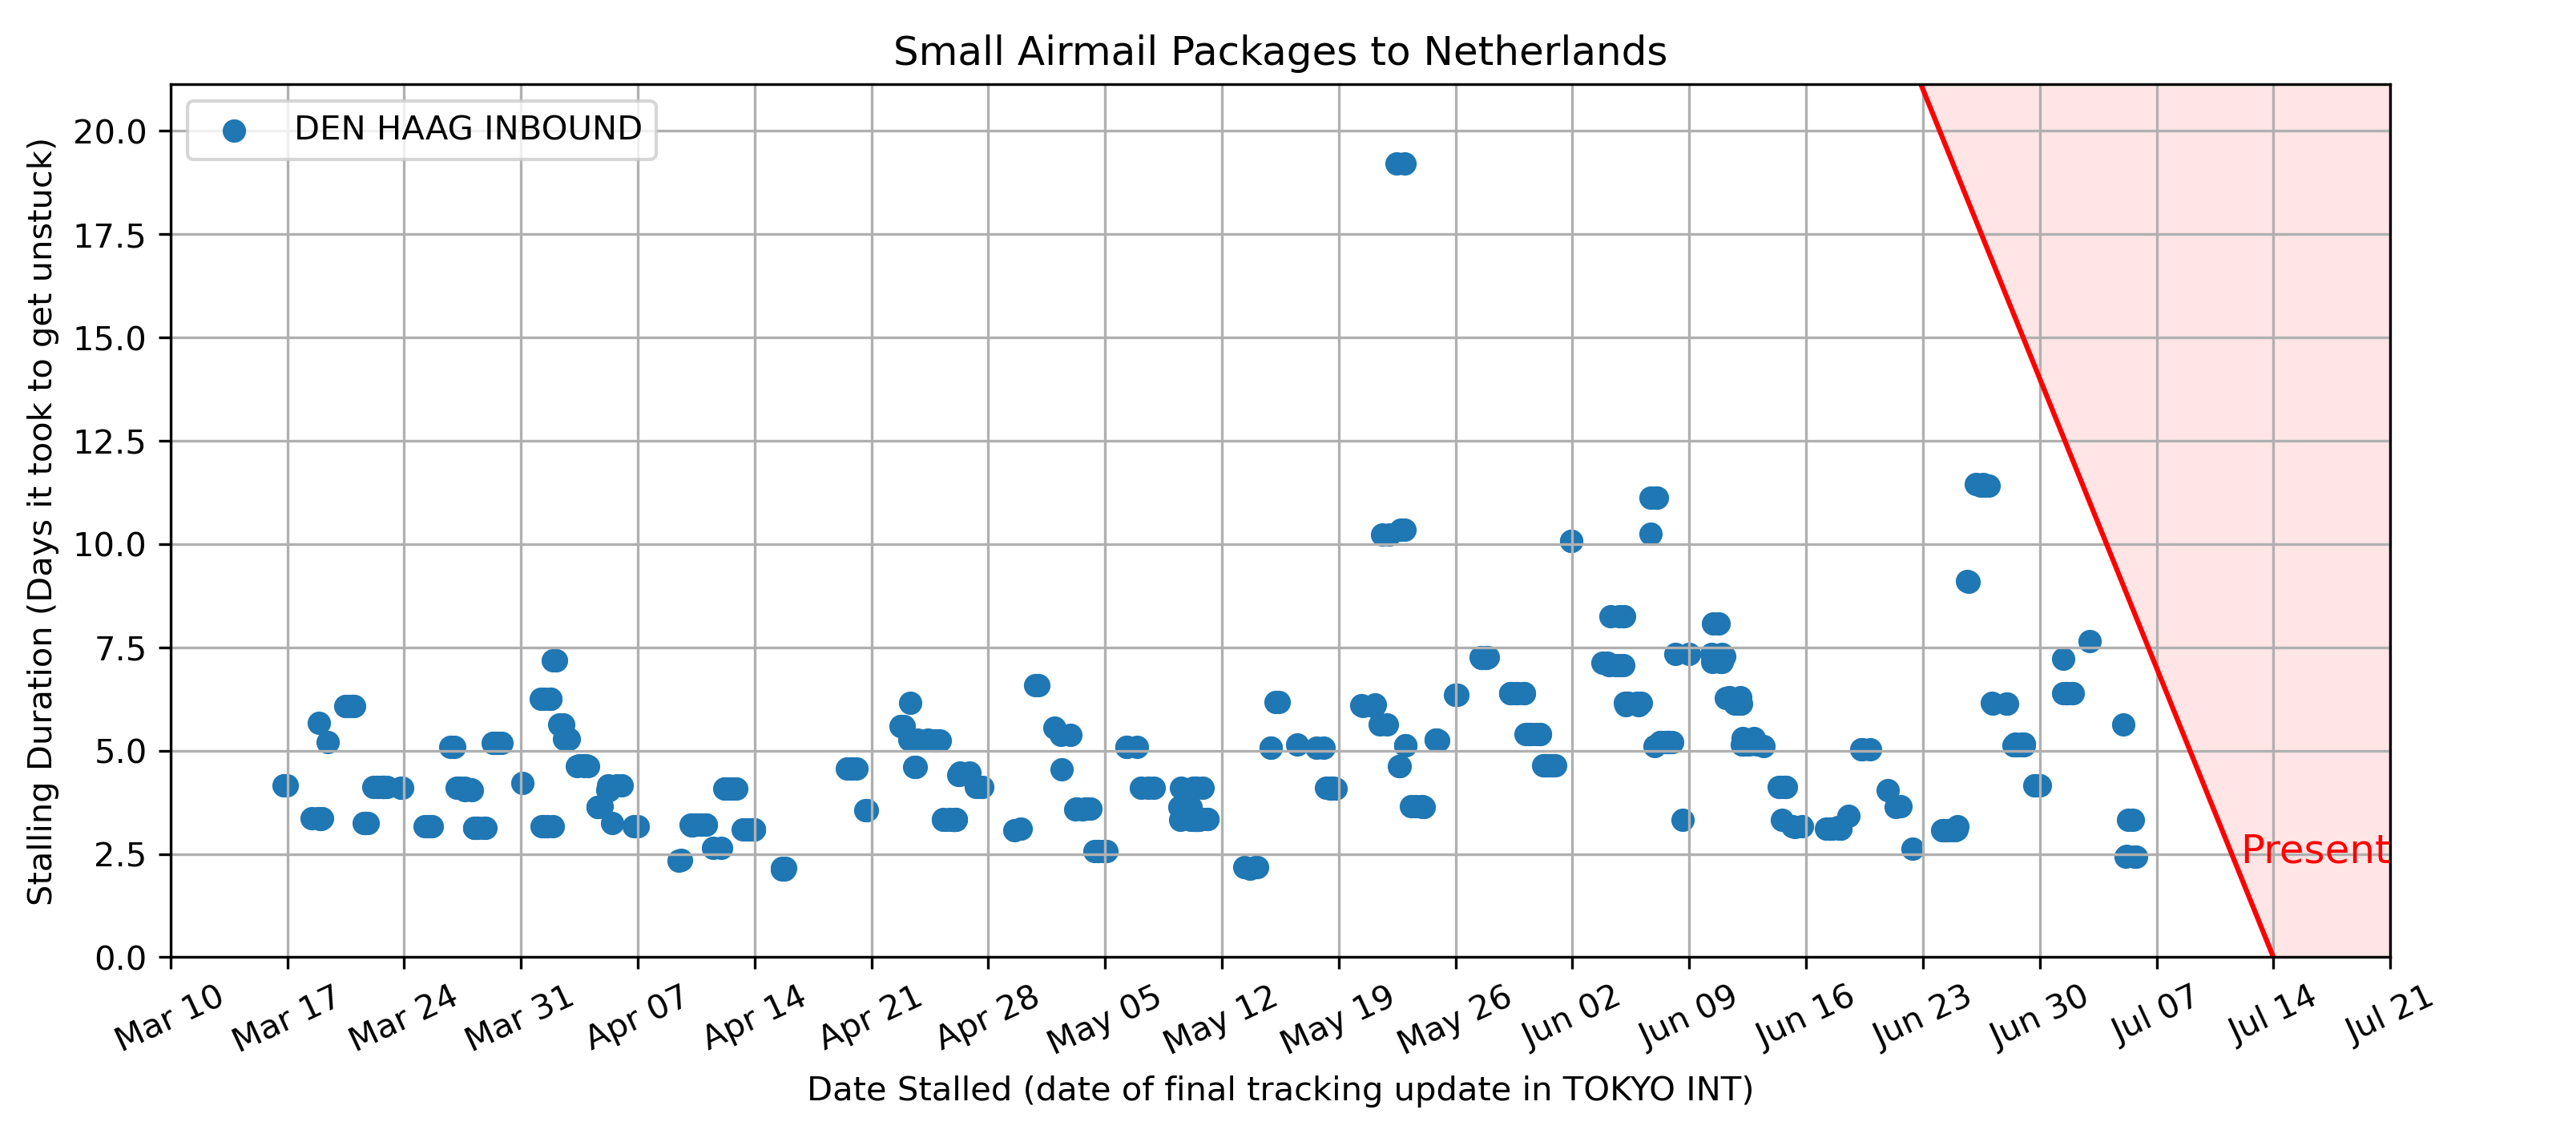 Small Airmail Packages to Netherlands
DEN HAAG INBOUND
Stalling Duration (Days it took to get unstuck)
20.0
17.5
15.0
12.5
10.0
7.5
5.0
2.5
0.0
Present
Mar 10
Mar 17
Mar 24
Mar 31
Apr 07
Apr 14
Apr 21
Apr 28
May 05
May 12
May 19
May 26
Jun 02
Jun 09
Jun 16
Jun 23
Jun 30
Jul 07
Jul 14
Jul 21
Date Stalled (date of final tracking update in TOKYO INT)